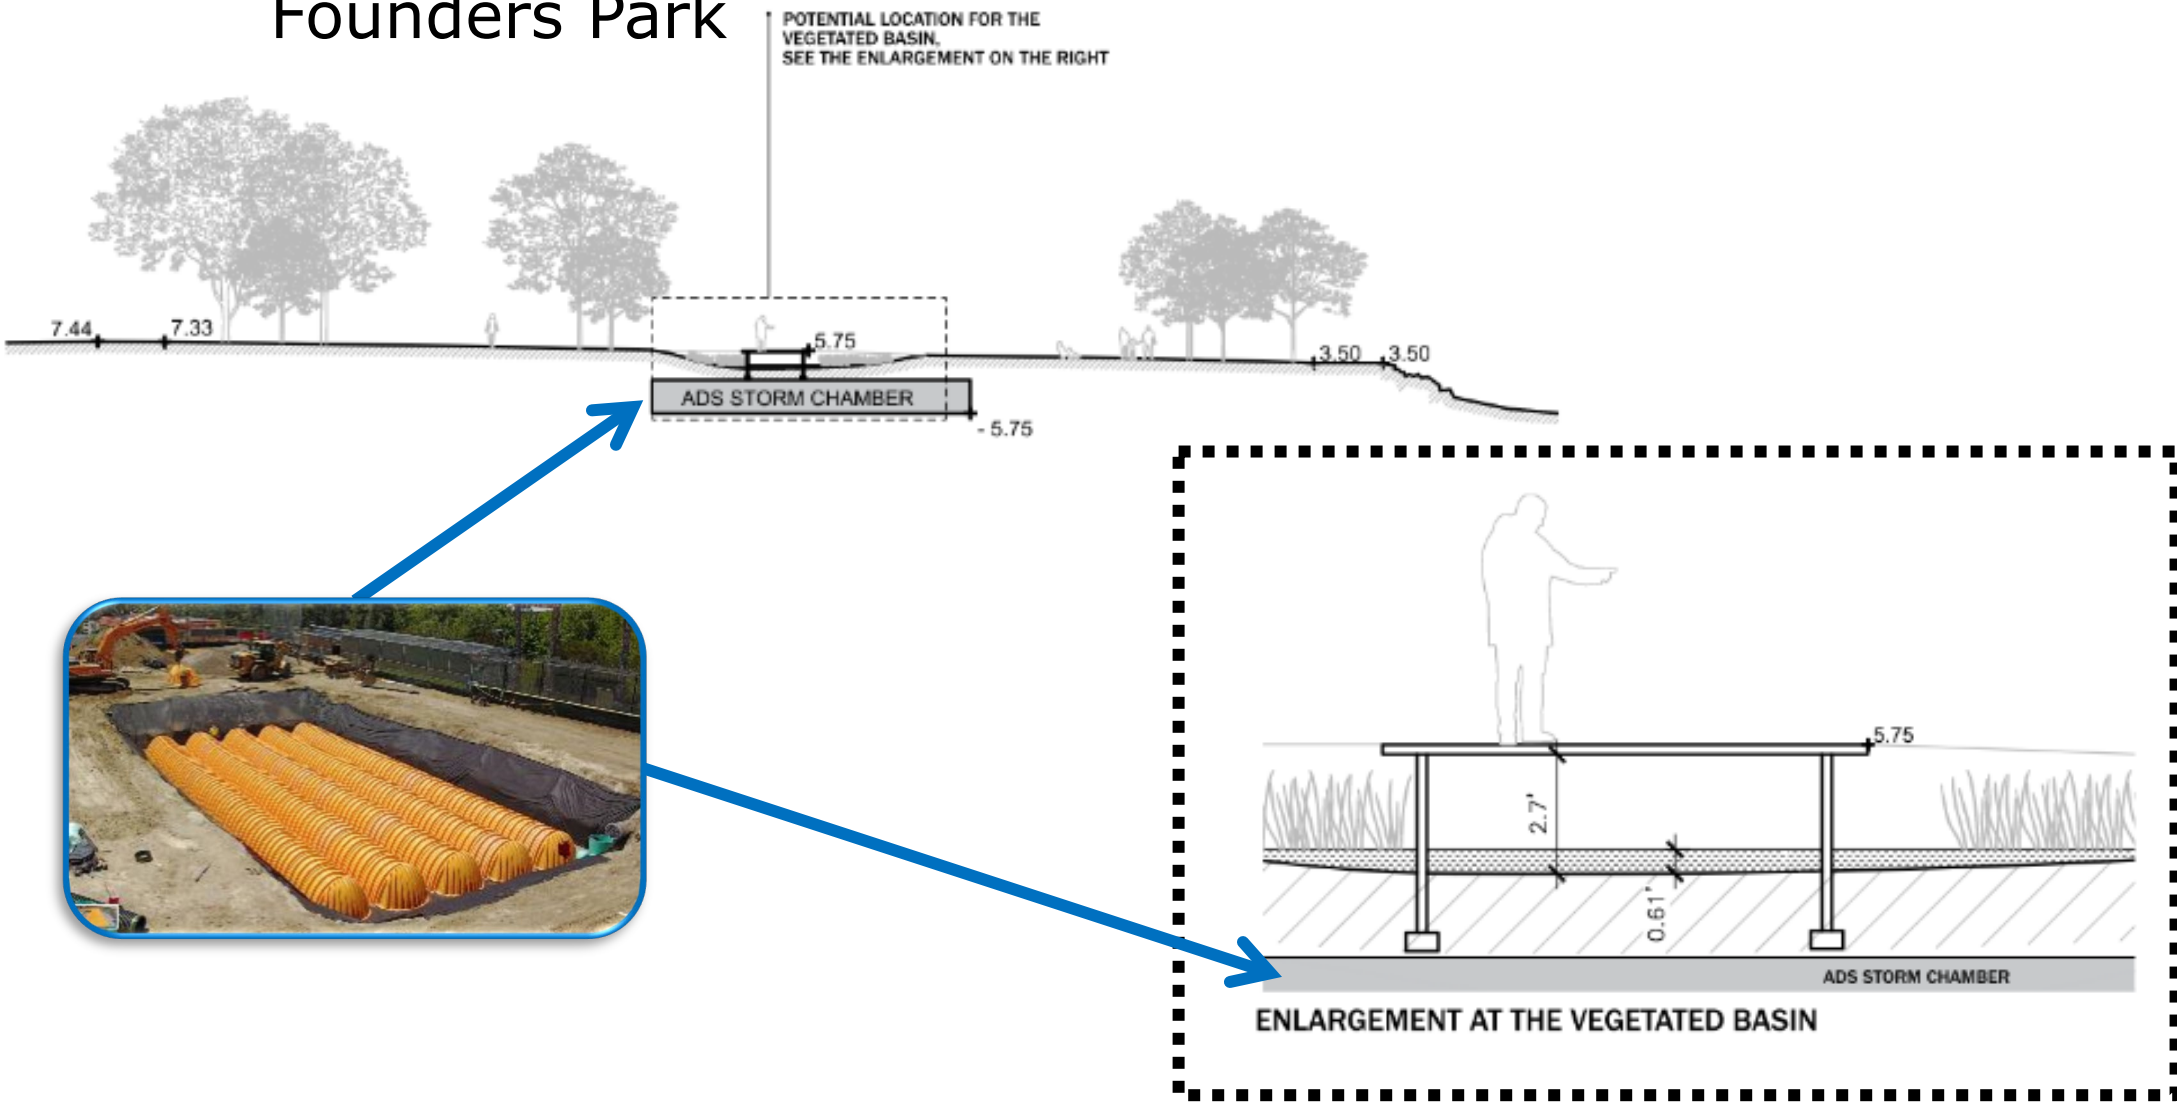 Founders Park
POTENTIAL LOCATION FOR THE
VEGETATED BASIN,
SEE THE ENLARGEMENT ON THE RIGHT
7.44
7.33
5.75
3.50
3.50
ADS STORM CHAMBER
- 5.75
5.75
2.7'
0.61'
ADS STORM CHAMBER
ENLARGEMENT AT THE VEGETATED BASIN